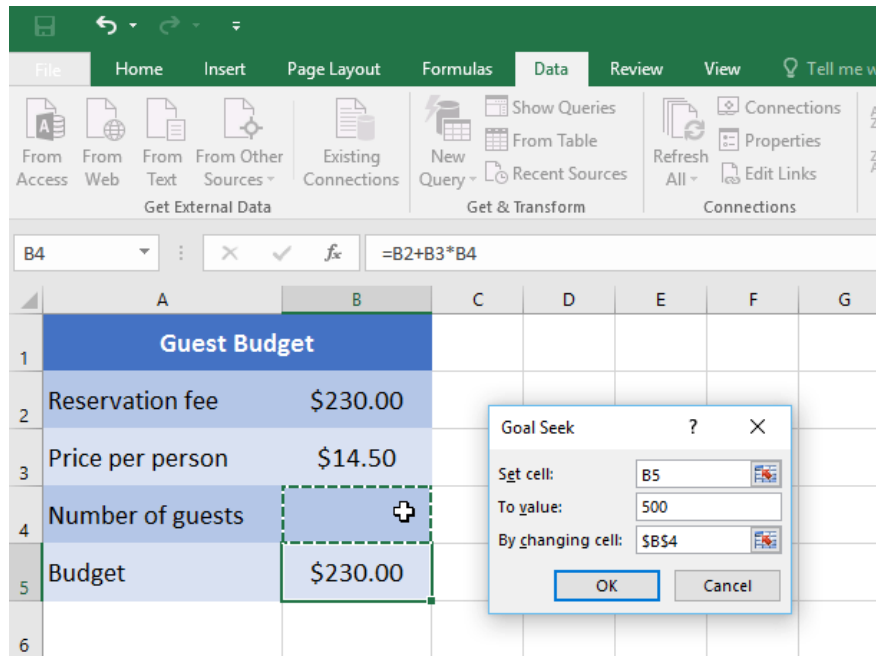 File Home Insert Page Layout Formulas Data Review View Tell me w
Show Queries Connections
From Table Properties
Recent Sources Edit Links
From From From From Other Existing New Refresh
Access Web Text Sources Connections Query All
Get External Data Get & Transform Connections
B4 fx =B2+B3*B4
A B C D E F G
1 Guest Budget
2 Reservation fee $230.00
3 Price per person $14.50
4 Number of guests
5 Budget $230.00
6
Goal Seek ? 
Set cell: B5
To value: 500
By changing cell: $B$4
OK Cancel